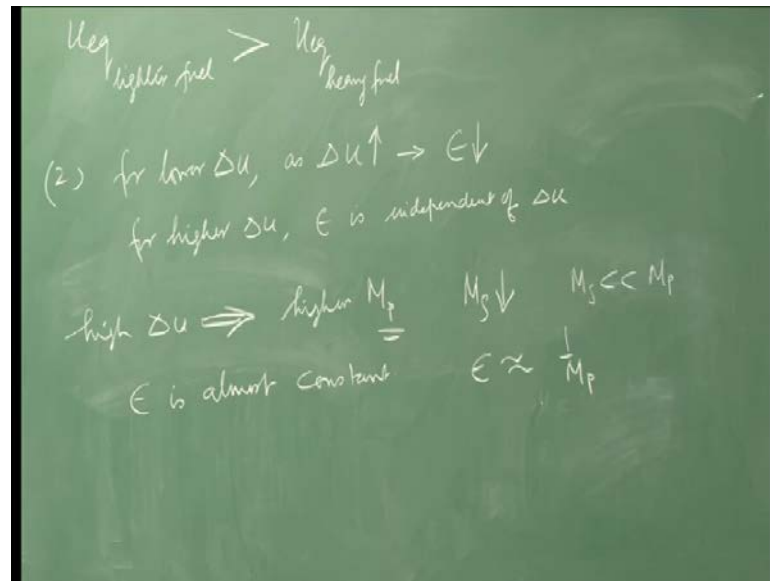 Ueq lighter fuel > Ueq heavy fuel
(2) for lower ΔU, as ΔU↑ → ϵ↓
for higher ΔU, ϵ is independent of ΔU
high ΔU ⇒ higher Mp Ms↓ Ms << Mp
ϵ is almost constant ϵ ≈ 1/Mp